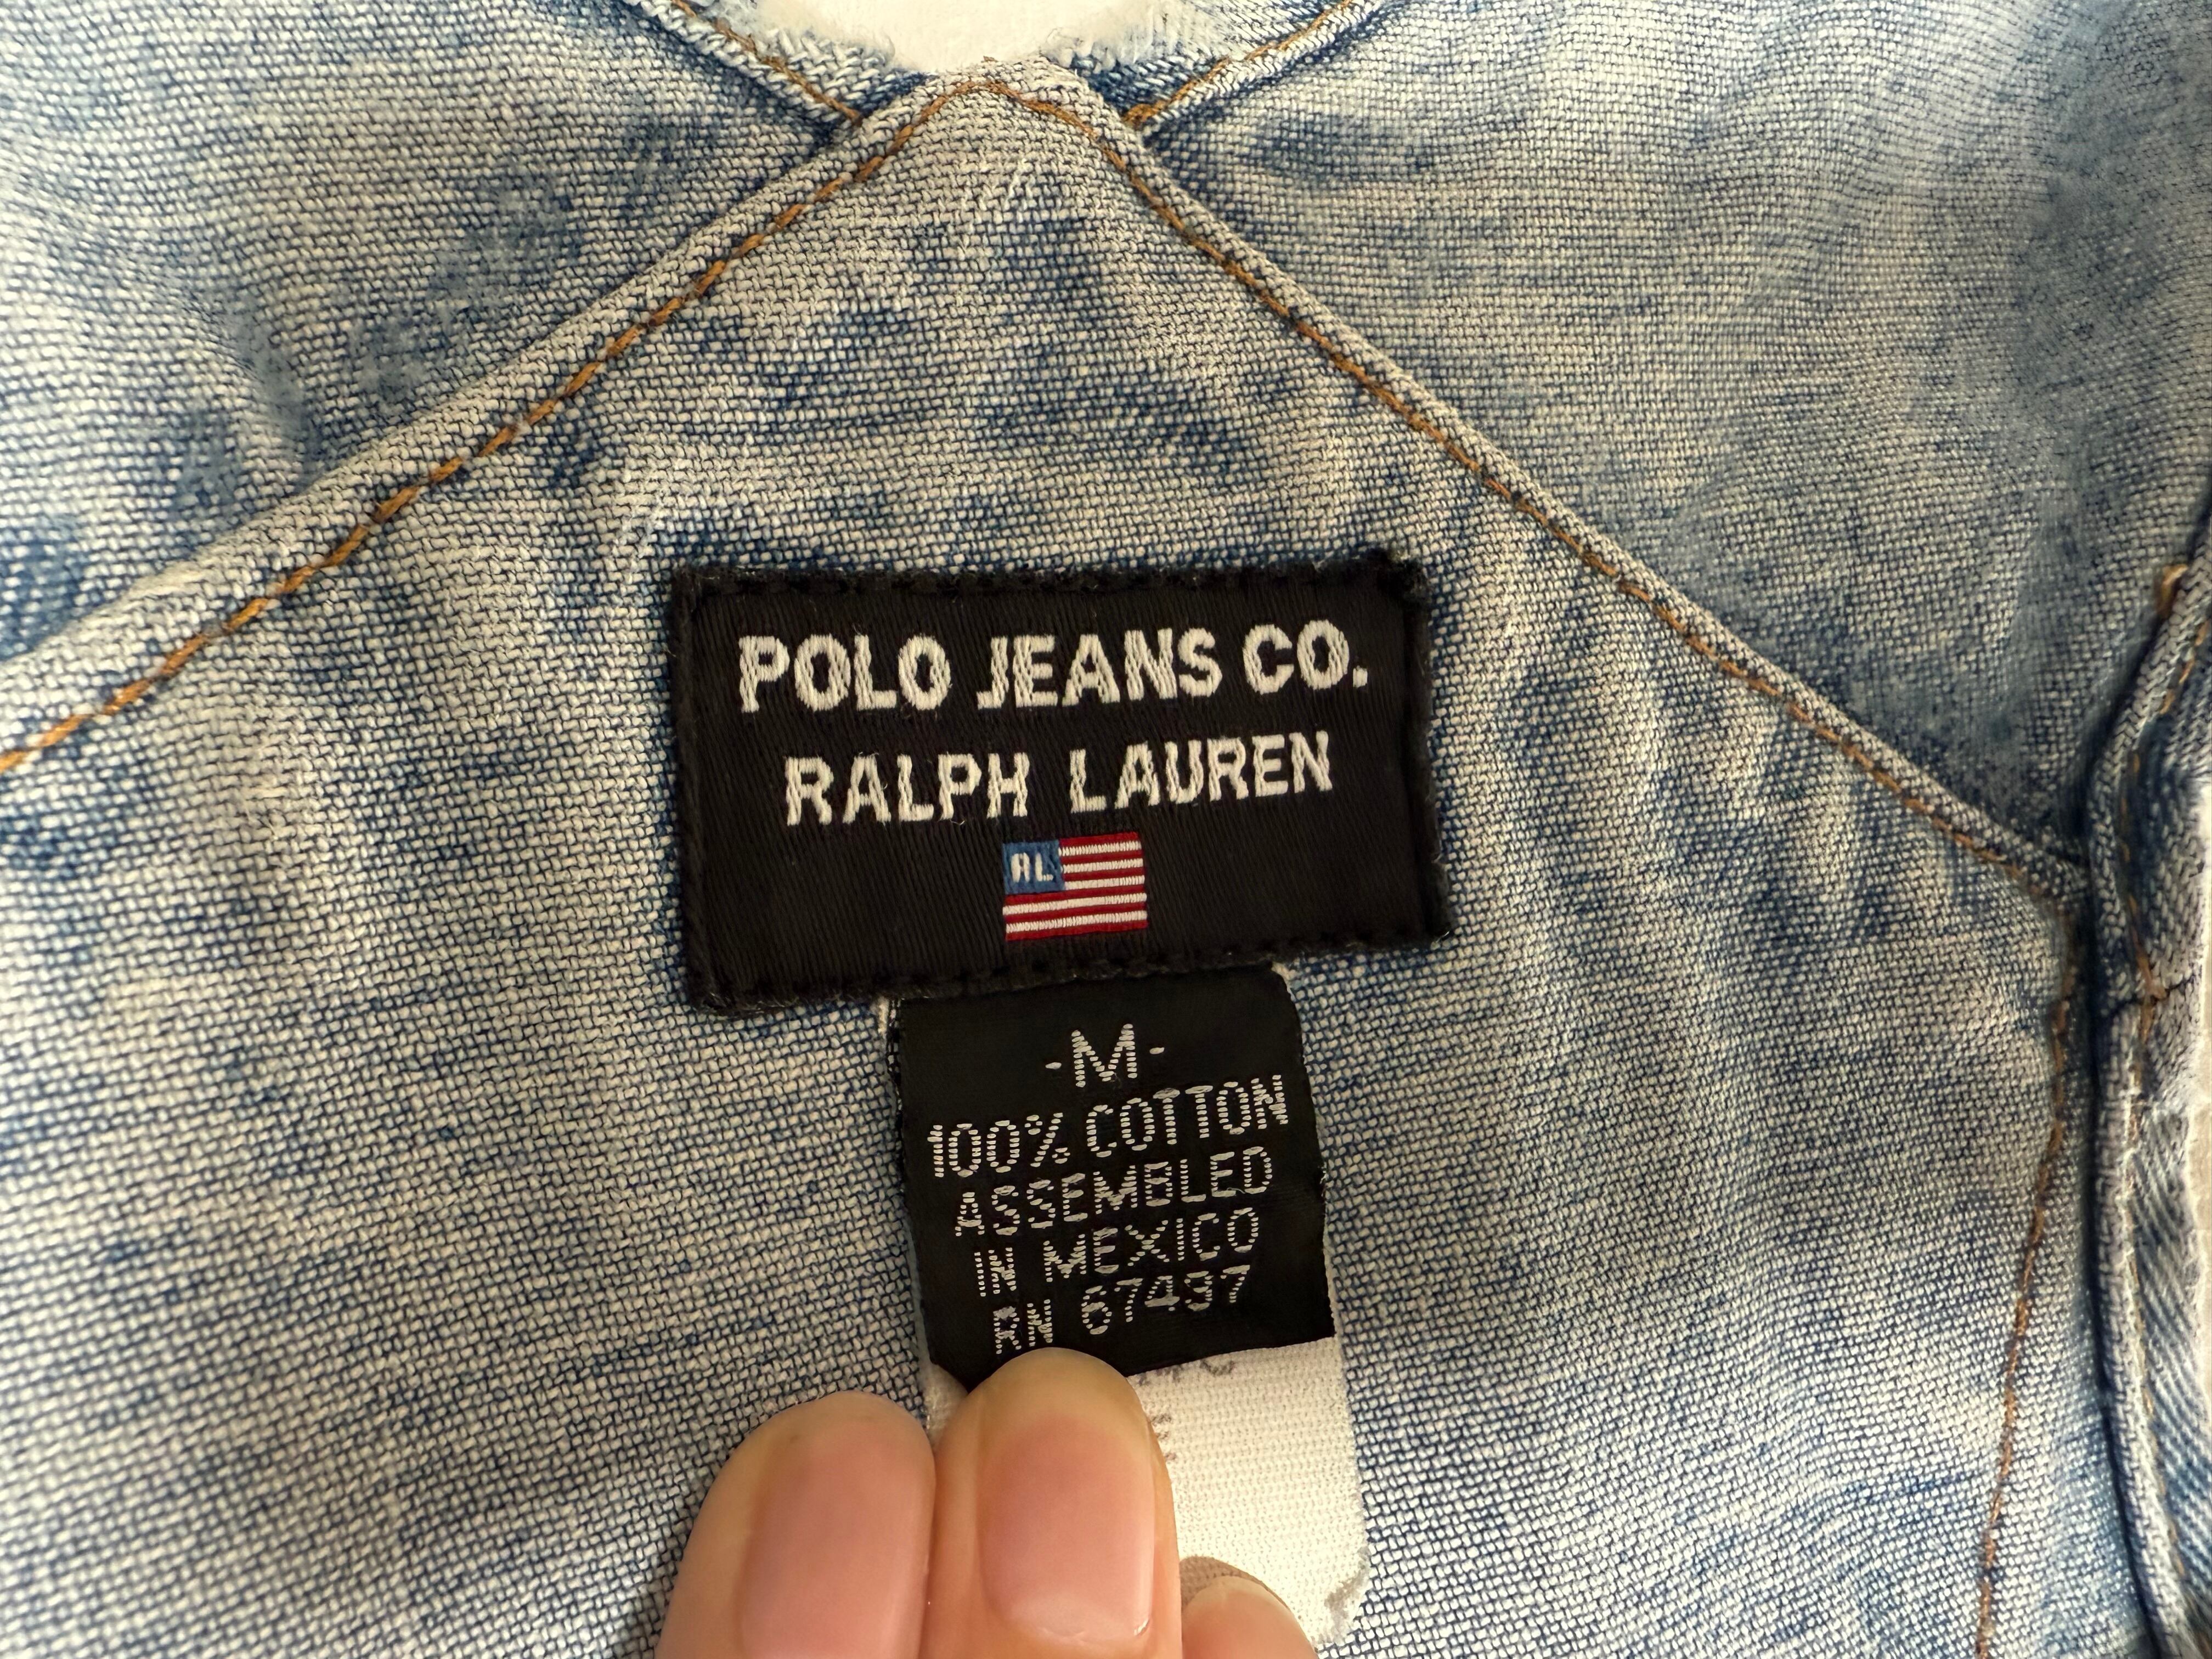 POLO JEANS CO.
RALPH LAUREN
RL
-M-
100% COTTON
ASSEMBLED
IN MEXICO
RN 67497